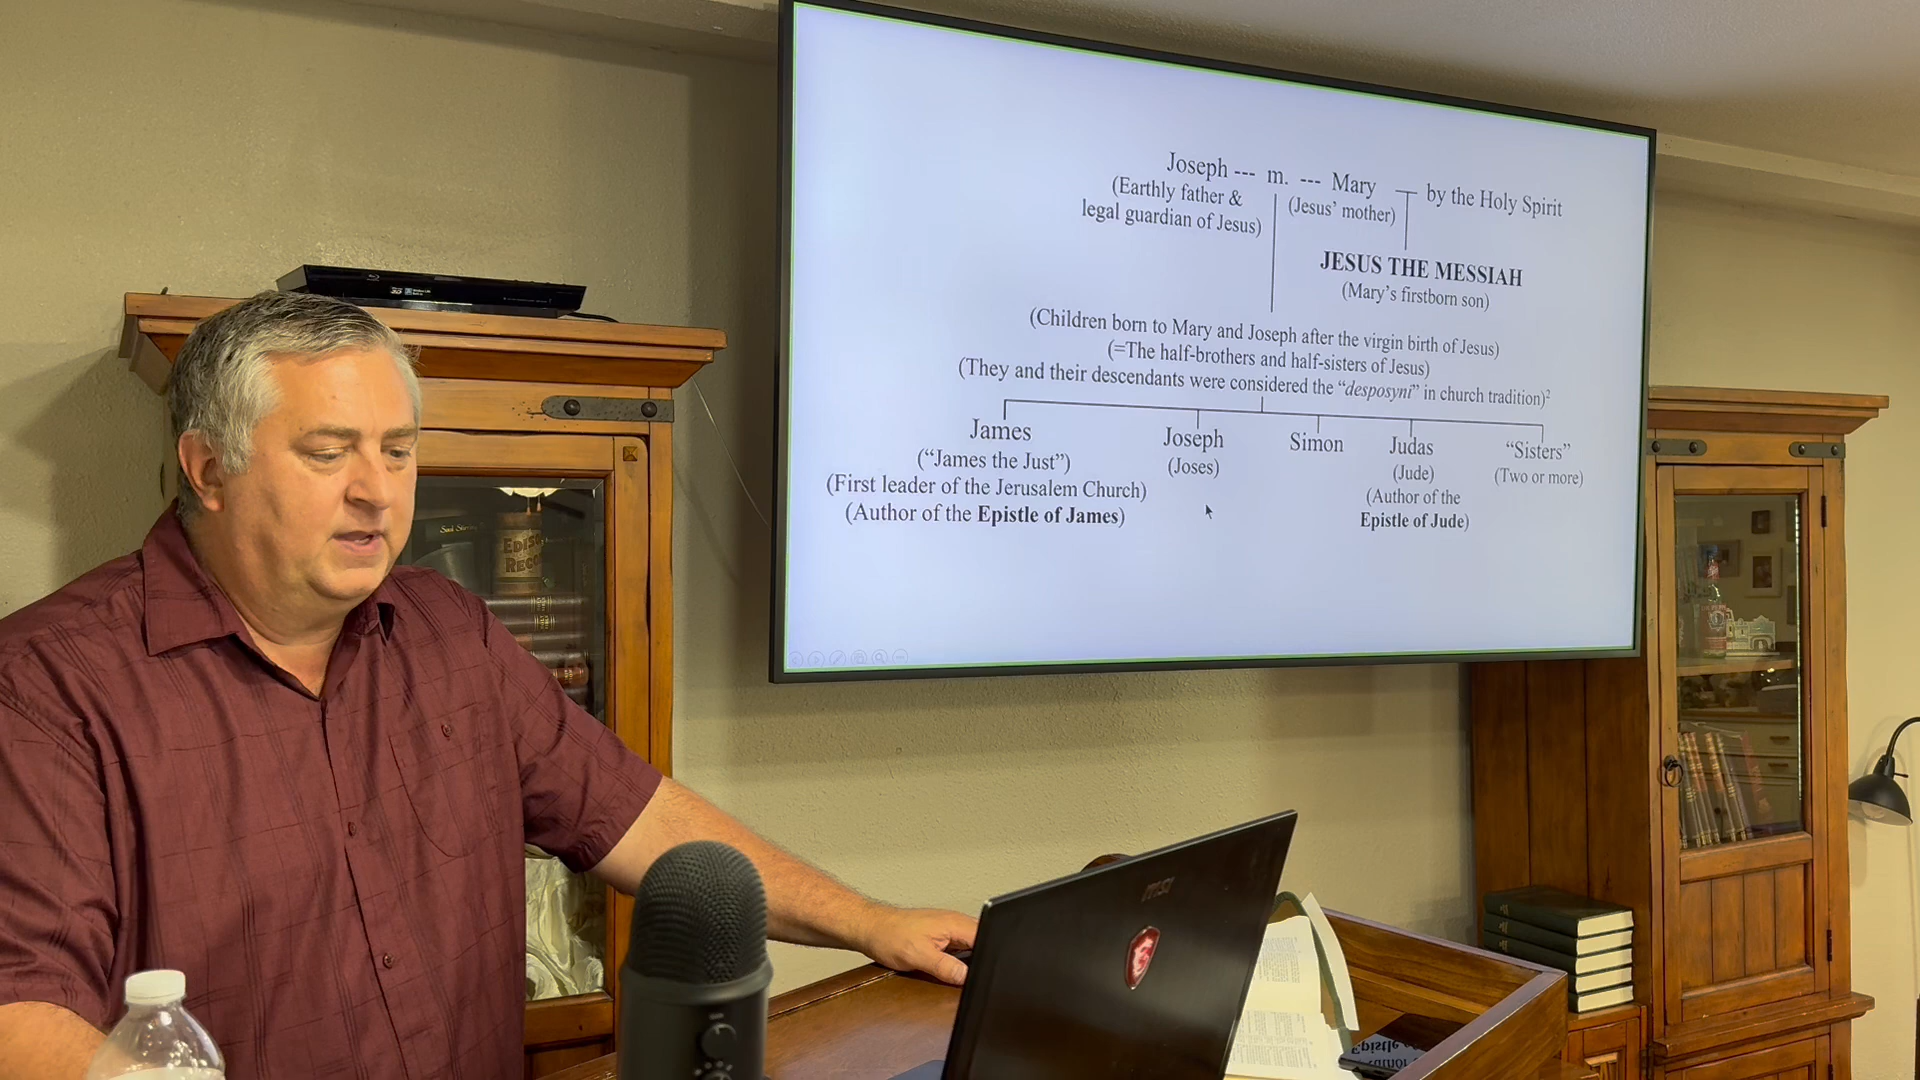 Joseph --- m. --- Mary by the Holy Spirit
(Earthly father &
legal guardian of Jesus)
(Jesus’ mother)
JESUS THE MESSIAH
(Mary’s firstborn son)
(Children born to Mary and Joseph after the virgin birth of Jesus)
(=The half-brothers and half-sisters of Jesus)
(They and their descendants were considered the “desposyni” in church tradition)²
James
(“James the Just”)
(First leader of the Jerusalem Church)
(Author of the Epistle of James)
Joseph
(Joses)
Simon
Judas
(Jude)
(Author of the
Epistle of Jude)
“Sisters”
(Two or more)
msi